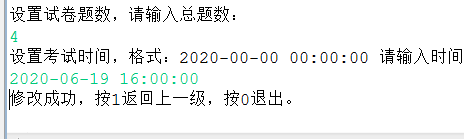 设置试卷题数，请输入总题数：
4
设置考试时间，格式：2020-00-00 00:00:00 请输入时间
2020-06-19 16:00:00
修改成功，按1返回上一级，按0退出。